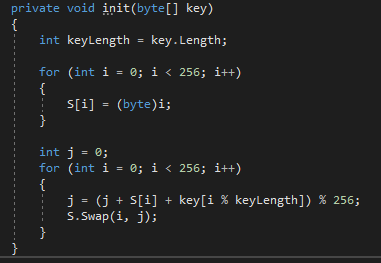 private void init(byte[] key)
{
int keyLength = key.Length;
for (int i = 0; i < 256; i++)
{
S[i] = (byte)i;
}
int j = 0;
for (int i = 0; i < 256; i++)
{
j = (j + S[i] + key[i % keyLength]) % 256;
S.Swap(i, j);
}
}